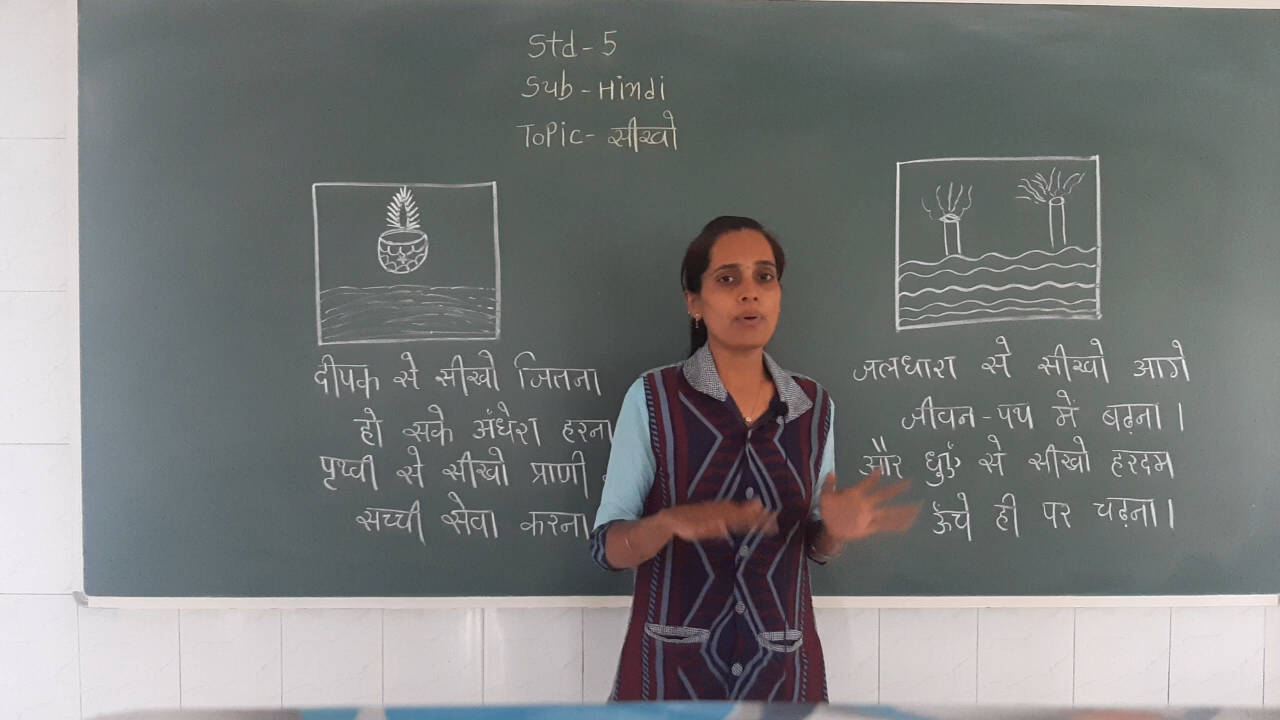 Std-5
Sub-Hindi
Topic-सीखो
दीपक से सीखो जितना
हो सके अँधेरा हरना
पृथ्वी से सीखो प्राणी
सच्ची सेवा करना
जलधारा से सीखो आगे
जीवन-पथ में बढ़ना।
और धुएँ से सीखो हरदम
ऊँचे ही पर चढ़ना।